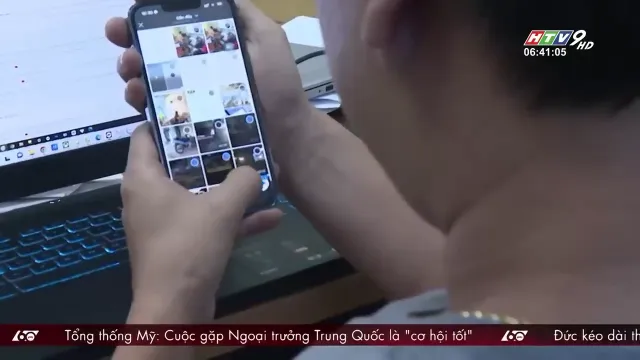 HTV9 HD
06:41:05
Tổng thống Mỹ: Cuộc gặp Ngoại trưởng Trung Quốc là "cơ hội tốt"
Đức kéo dài th